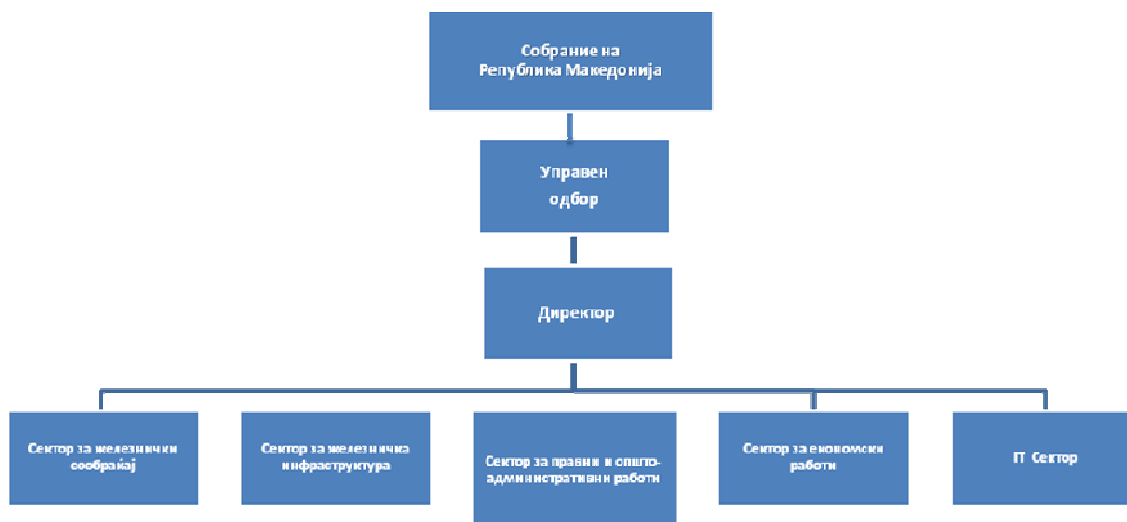 Собрание на
Република Македонија
Управен
одбор
Директор
Сектор за железнички
сообраќај
Сектор за железничка
инфраструктура
Сектор за правни и општо-
административни работи
Сектор за економски
работи
IT Сектор